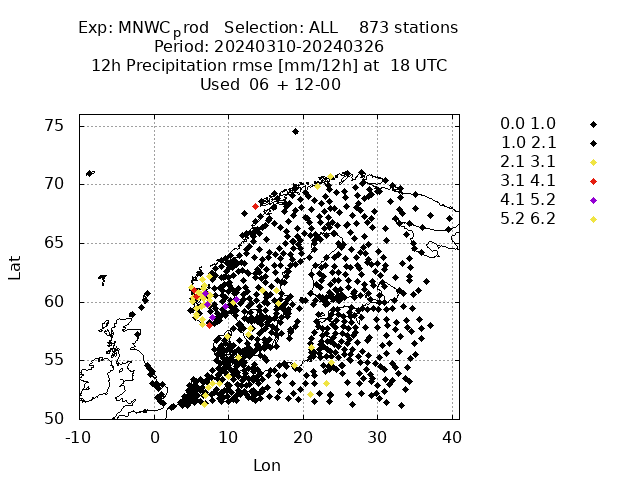 Exp: MNWCprod   Selection: ALL    873 stations
Period: 20240310-20240326
12h Precipitation rmse [mm/12h] at  18 UTC
Used  06 + 12-00
75
70
65
60
55
50
Lat
-10 0 10 20 30 40
Lon
0.0 1.0
1.0 2.1
2.1 3.1
3.1 4.1
4.1 5.2
5.2 6.2